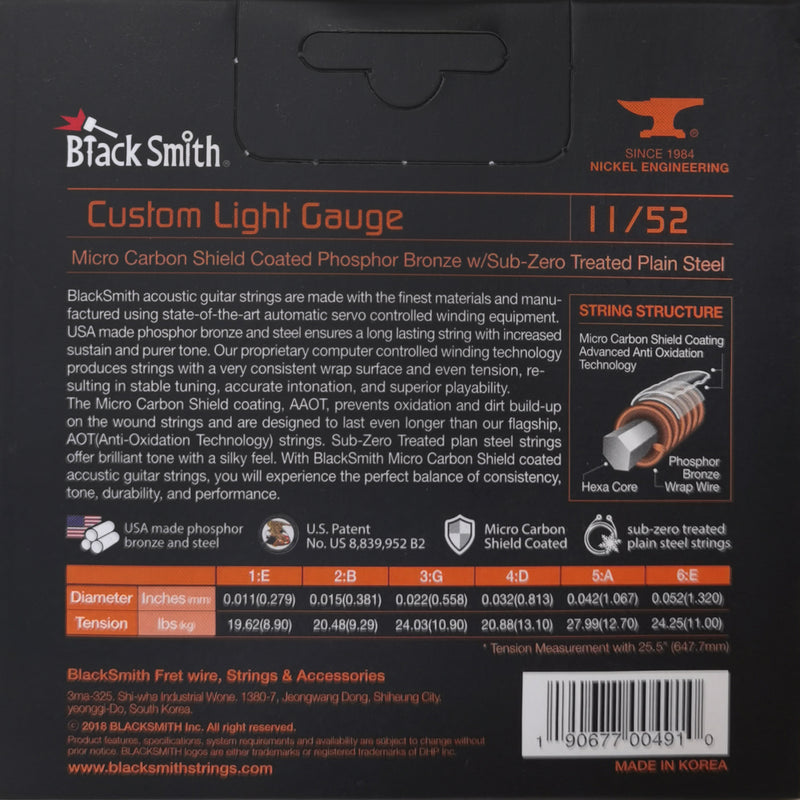 Black Smith®
SINCE 1984
NICKEL ENGINEERING
Custom Light Gauge 11/52
Micro Carbon Shield Coated Phosphor Bronze w/Sub-Zero Treated Plain Steel
BlackSmith acoustic guitar strings are made with the finest materials and manu-
factured using state-of-the-art automatic servo controlled winding equipment.
USA made phosphor bronze and steel ensures a long lasting string with increased
sustain and purer tone. Our proprietary computer controlled winding technology
produces strings with a very consistent wrap surface and even tension, re-
sulting in stable tuning, accurate intonation, and superior playability.
The Micro Carbon Shield coating, AAOT, prevents oxidation and dirt build-up
on the wound strings and are designed to last even longer than our flagship,
AOT(Anti-Oxidation Technology) strings. Sub-Zero Treated plan steel strings
offer brilliant tone with a silky feel. With BlackSmith Micro Carbon Shield coated
accustic guitar strings, you will experience the perfect balance of consistency,
tone, durability, and performance.
STRING STRUCTURE
Micro Carbon Shield Coating
Advanced Anti Oxidation
Technology
Hexa Core
Phosphor
Bronze
Wrap Wire
USA made phosphor
bronze and steel
U.S. Patent
No. US 8,839,952 B2
Micro Carbon
Shield Coated
sub-zero treated
plain steel strings
1:E 2:B 3:G 4:D 5:A 6:E
Diameter Inches(mm) 0.011(0.279) 0.015(0.381) 0.022(0.558) 0.032(0.813) 0.042(1.067) 0.052(1.320)
Tension lbs(kg) 19.62(8.90) 20.48(9.29) 24.03(10.90) 20.88(13.10) 27.99(12.70) 24.25(11.00)
* Tension Measurement with 25.5" (647.7mm)
BlackSmith Fret wire, Strings & Accessories
3ma-325, Shi-wha Industrial Wone. 1380-7, Jeongwang Dong, Shiheung City,
yeonggi-Do, South Korea.
© 2018 BLACKSMITH Inc. All right reserved.
Product features, specifications, system requirements and availability are subject to change without
prior notice. BLACKSMITH logos are either trademarks or registered trademarks of DHP Inc.
www.blacksmithstrings.com
1 90677 00491 0
MADE IN KOREA